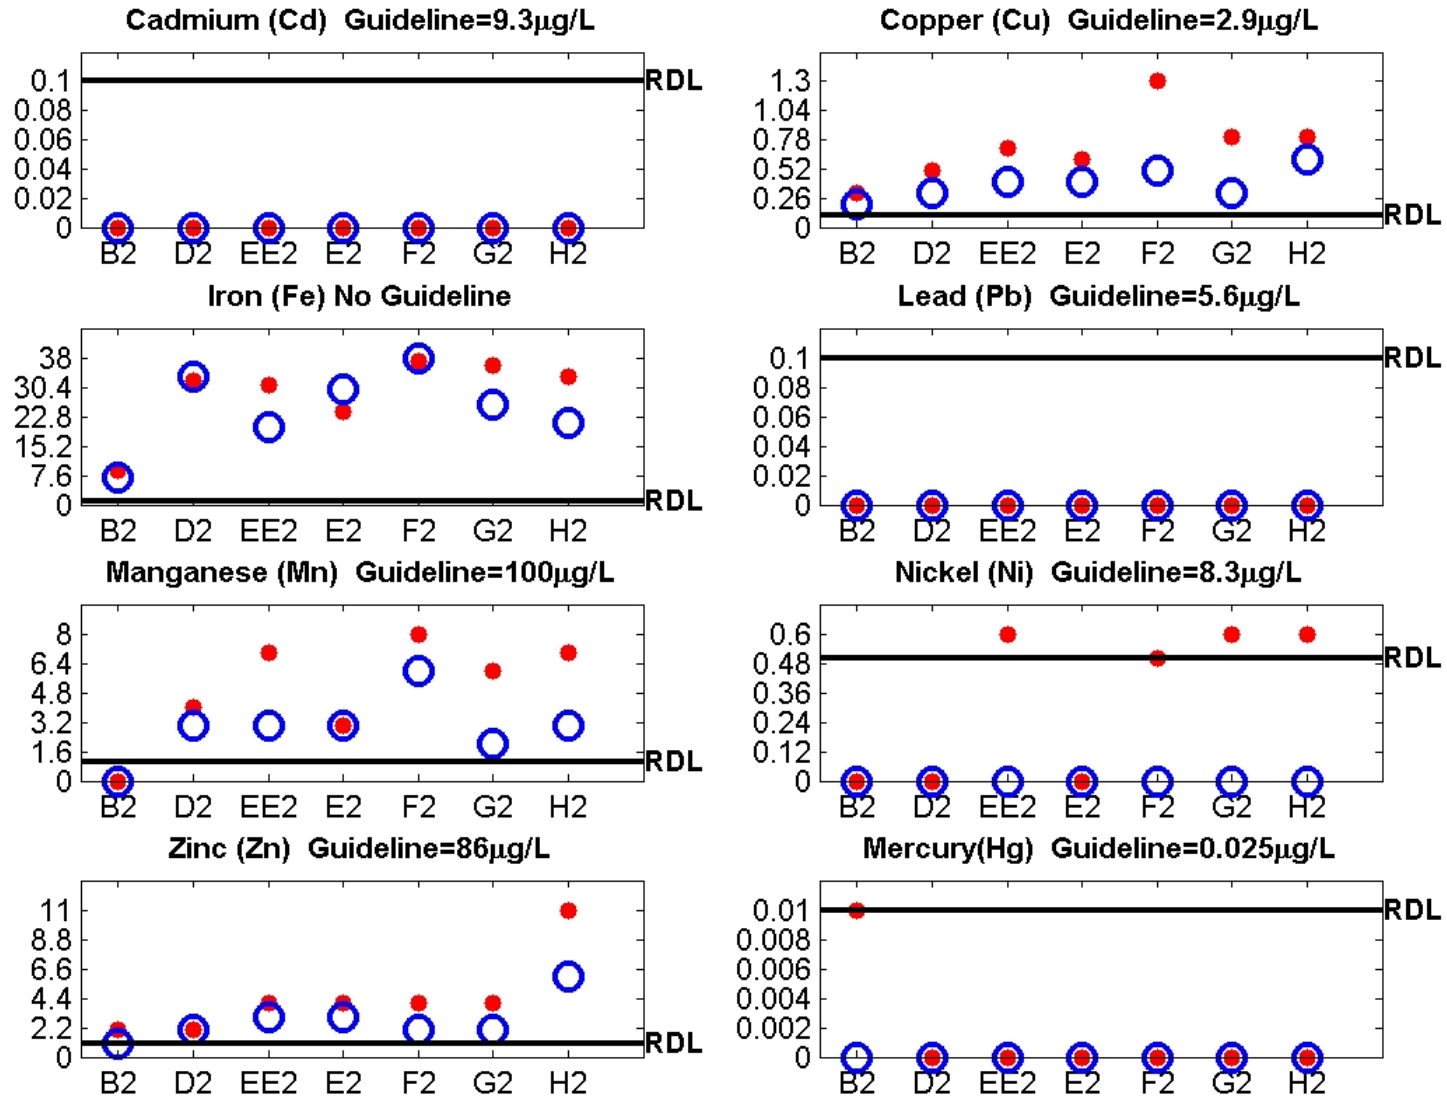 Cadmium (Cd)  Guideline=9.3µg/L
0.1
0.08
0.06
0.04
0.02
0
RDL
B2 D2 EE2 E2 F2 G2 H2
Copper (Cu)  Guideline=2.9µg/L
1.3
1.04
0.78
0.52
0.26
0
RDL
B2 D2 EE2 E2 F2 G2 H2
Iron (Fe) No Guideline
38
30.4
22.8
15.2
7.6
0
RDL
B2 D2 EE2 E2 F2 G2 H2
Lead (Pb)  Guideline=5.6µg/L
0.1
0.08
0.06
0.04
0.02
0
RDL
B2 D2 EE2 E2 F2 G2 H2
Manganese (Mn)  Guideline=100µg/L
8
6.4
4.8
3.2
1.6
0
RDL
B2 D2 EE2 E2 F2 G2 H2
Nickel (Ni)  Guideline=8.3µg/L
0.6
0.48
0.36
0.24
0.12
0
RDL
B2 D2 EE2 E2 F2 G2 H2
Zinc (Zn)  Guideline=86µg/L
11
8.8
6.6
4.4
2.2
0
RDL
B2 D2 EE2 E2 F2 G2 H2
Mercury(Hg)  Guideline=0.025µg/L
0.01
0.008
0.006
0.004
0.002
0
RDL
B2 D2 EE2 E2 F2 G2 H2